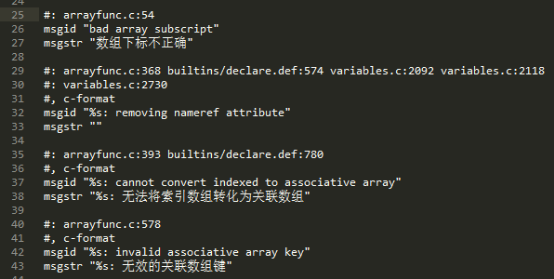 24
25 #: arrayfunc.c:54
26 msgid "bad array subscript"
27 msgstr "数组下标不正确"
28
29 #: arrayfunc.c:368 builtins/declare.def:574 variables.c:2092 variables.c:2118
30 #: variables.c:2730
31 #, c-format
32 msgid "%s: removing nameref attribute"
33 msgstr ""
34
35 #: arrayfunc.c:393 builtins/declare.def:780
36 #, c-format
37 msgid "%s: cannot convert indexed to associative array"
38 msgstr "%s: 无法将索引数组转化为关联数组"
39
40 #: arrayfunc.c:578
41 #, c-format
42 msgid "%s: invalid associative array key"
43 msgstr "%s: 无效的关联数组键"
44